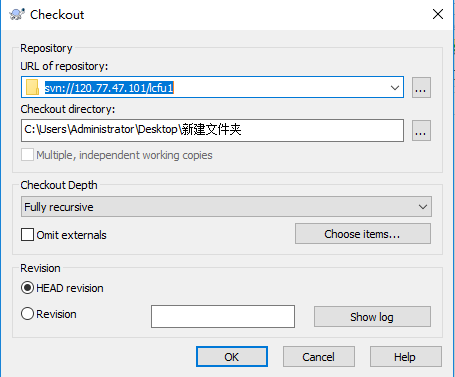 Checkout
Repository
URL of repository:
svn://120.77.47.101/lcfu1
...
Checkout directory:
C:\Users\Administrator\Desktop\新建文件夹
...
Multiple, independent working copies
Checkout Depth
Fully recursive
Omit externals
Choose items...
Revision
HEAD revision
Revision
Show log
OK
Cancel
Help